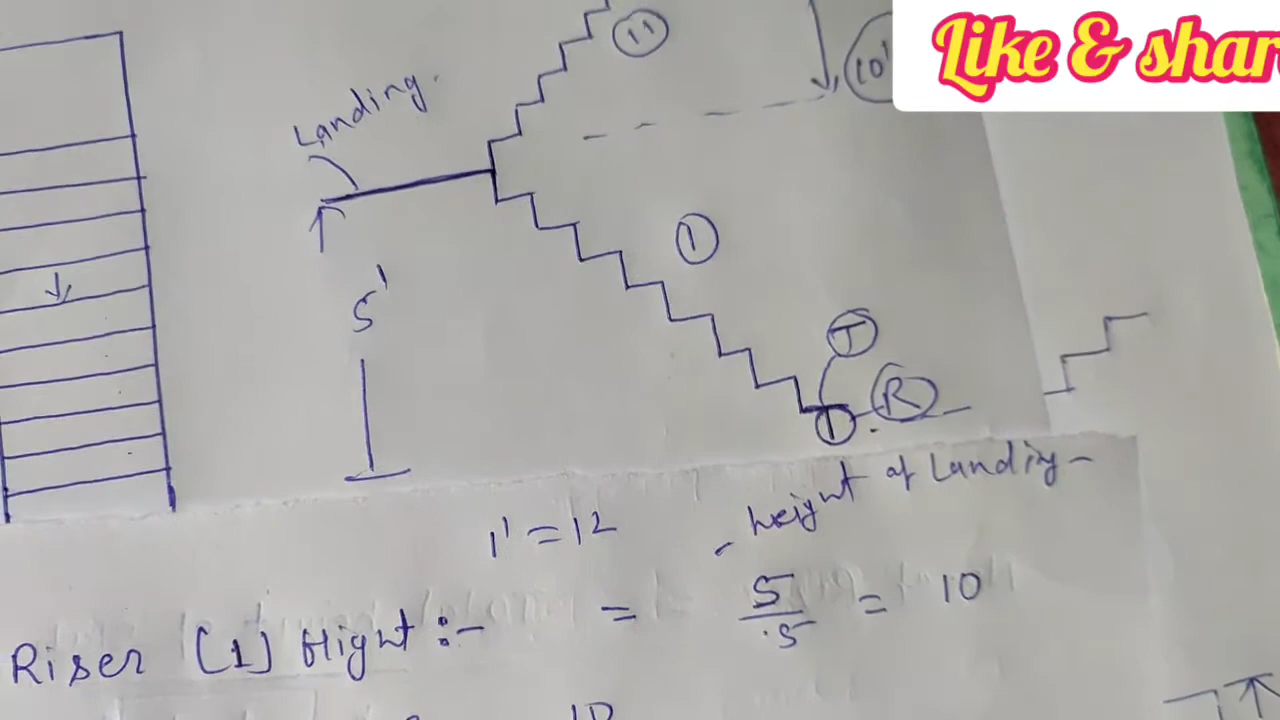 Like & shar
11
10'
Landing.
1
5'
T
R
1
height of Landing -
1' = 12
Riser (1) Hight :- = 5/.5 = 10
10